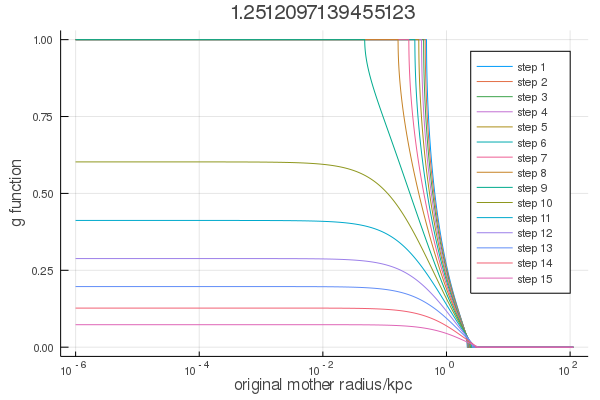 1.2512097139455123
1.00
0.75
0.50
0.25
0.00
g function
10^-6
10^-4
10^-2
10^0
10^2
original mother radius/kpc
step 1
step 2
step 3
step 4
step 5
step 6
step 7
step 8
step 9
step 10
step 11
step 12
step 13
step 14
step 15